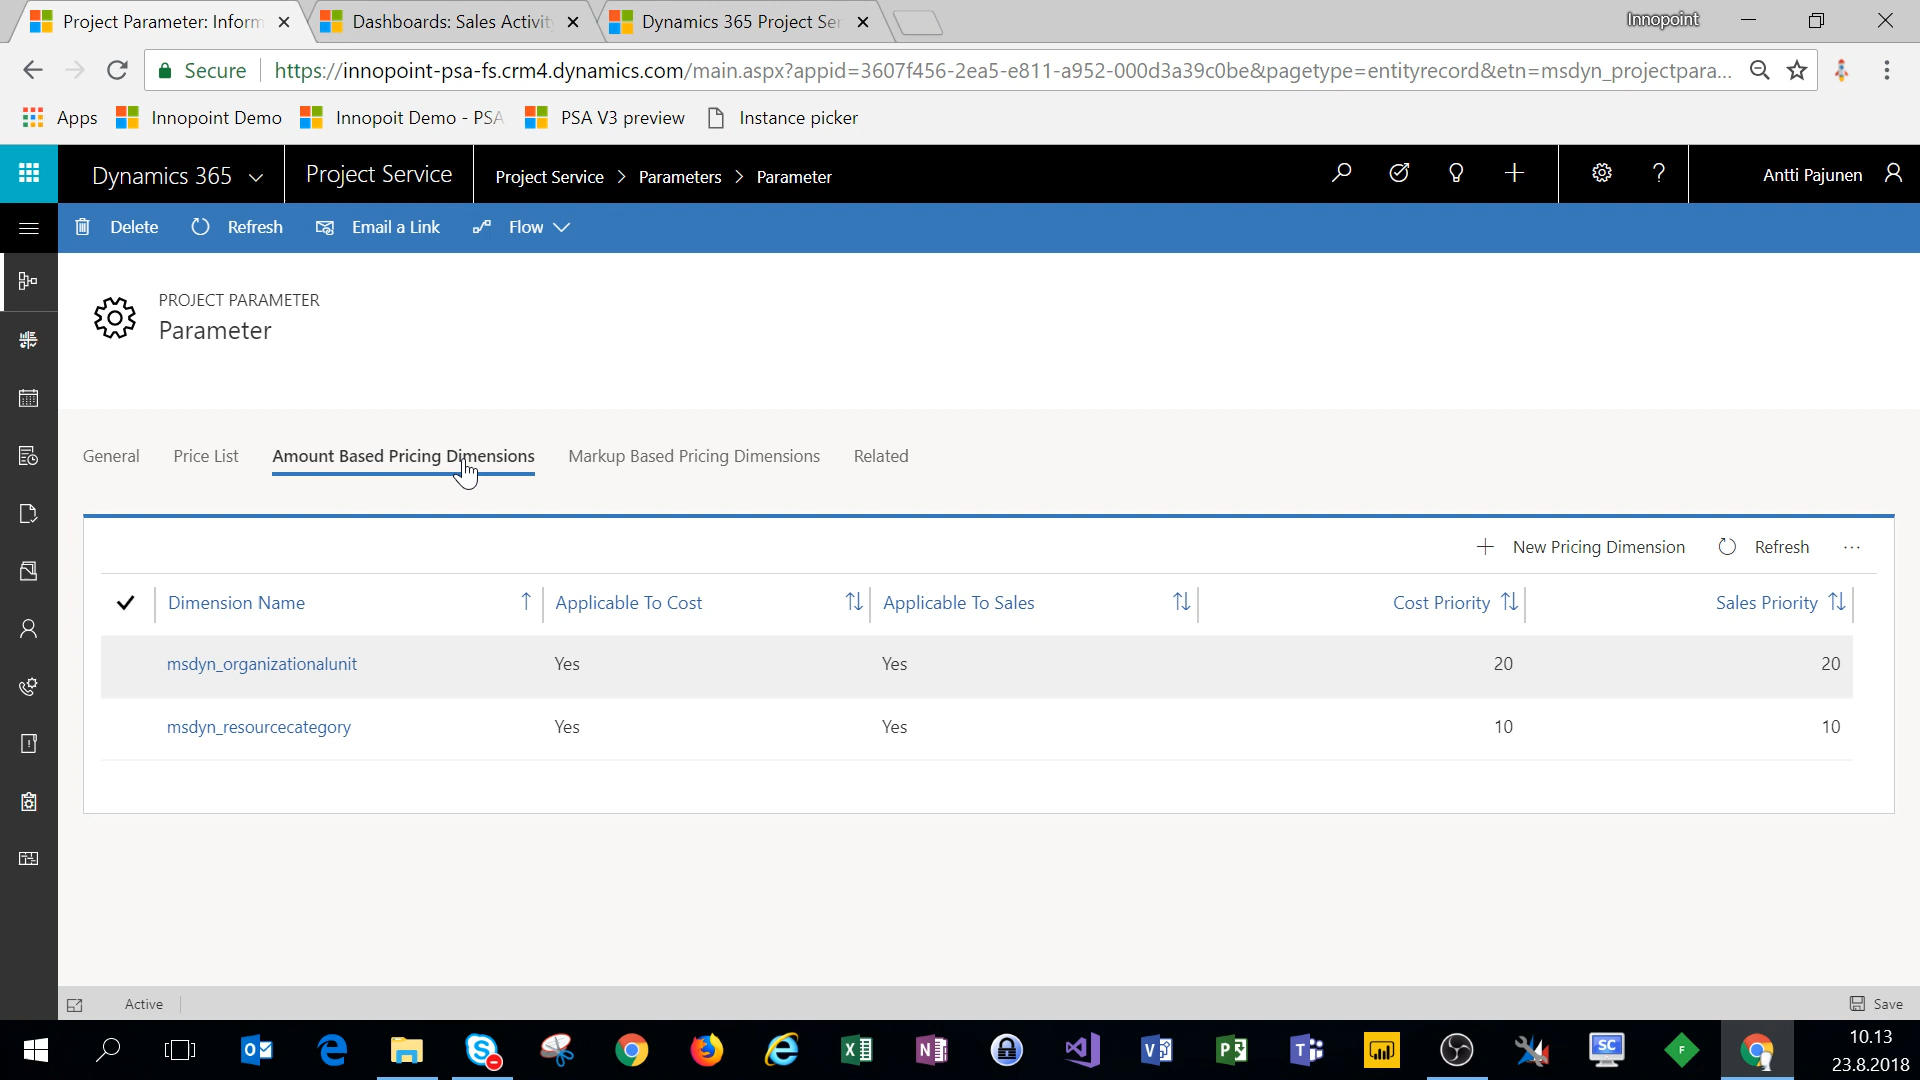 Project Parameter: Inform
Dashboards: Sales Activity
Dynamics 365 Project Ser
Innopoint
Secure
https://innopoint-psa-fs.crm4.dynamics.com/main.aspx?appid=3607f456-2ea5-e811-a952-000d3a39c0be&pagetype=entityrecord&etn=msdyn_projectpara...
Apps
Innopoint Demo
Innopoit Demo - PSA
PSA V3 preview
Instance picker
Dynamics 365
Project Service
Project Service > Parameters > Parameter
Antti Pajunen
Delete
Refresh
Email a Link
Flow
PROJECT PARAMETER
Parameter
General
Price List
Amount Based Pricing Dimensions
Markup Based Pricing Dimensions
Related
New Pricing Dimension
Refresh
Dimension Name
Applicable To Cost
Applicable To Sales
Cost Priority
Sales Priority
msdyn_organizationalunit Yes Yes 20 20
msdyn_resourcecategory Yes Yes 10 10
Active
Save
10.13
23.8.2018